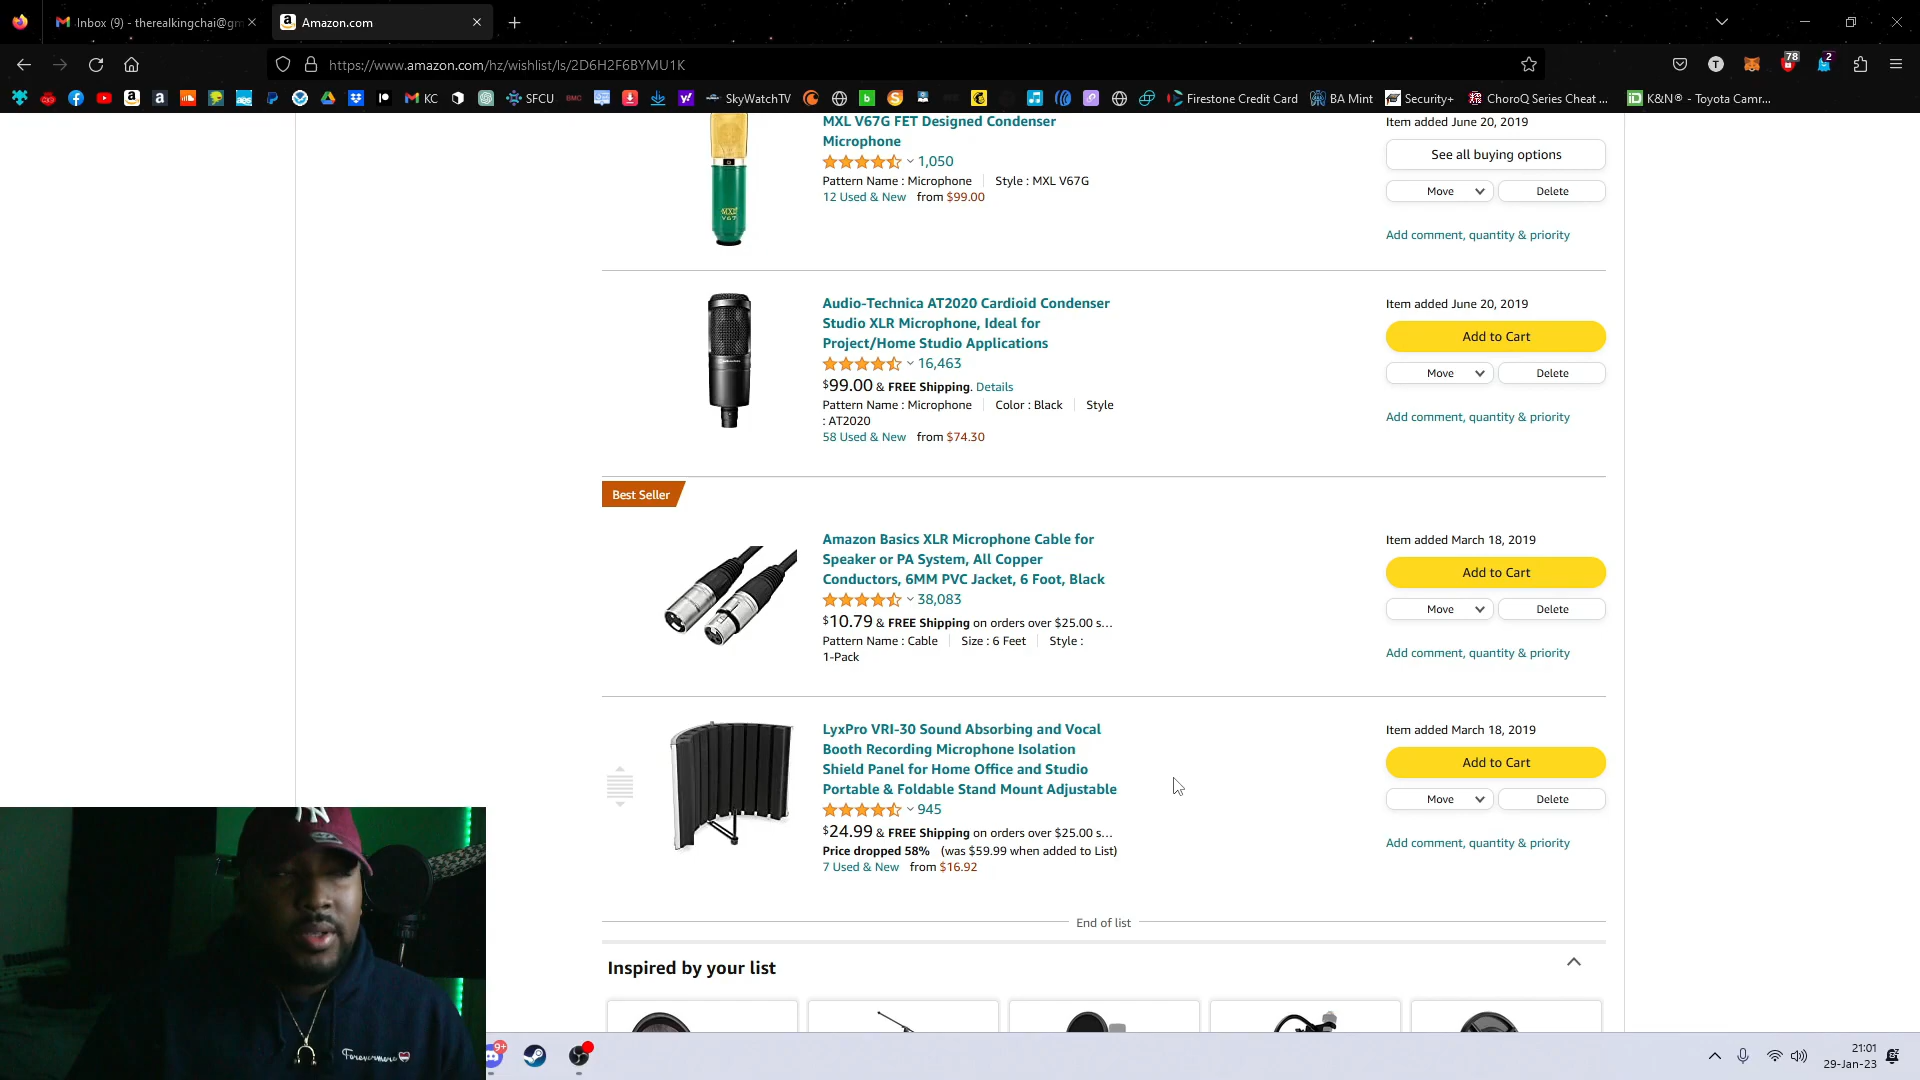 Inbox (9) - therealkingchai@gm
Amazon.com
https://www.amazon.com/hz/wishlist/ls/2D6H2F6BYMU1K
78
2
KC
SFCU
SkyWatchTV
Firestone Credit Card
BA Mint
Security+
ChoroQ Series Cheat ...
K&N® - Toyota Camr...
MXL V67G FET Designed Condenser
Microphone
1,050
Pattern Name : Microphone
Style : MXL V67G
12 Used & New from $99.00
Item added June 20, 2019
See all buying options
Move
Delete
Add comment, quantity & priority
Audio-Technica AT2020 Cardioid Condenser
Studio XLR Microphone, Ideal for
Project/Home Studio Applications
16,463
$99.00 & FREE Shipping. Details
Pattern Name : Microphone
Color : Black
Style
: AT2020
58 Used & New from $74.30
Item added June 20, 2019
Add to Cart
Move
Delete
Add comment, quantity & priority
Best Seller
Amazon Basics XLR Microphone Cable for
Speaker or PA System, All Copper
Conductors, 6MM PVC Jacket, 6 Foot, Black
38,083
$10.79 & FREE Shipping on orders over $25.00 s...
Pattern Name : Cable
Size : 6 Feet
Style :
1-Pack
Item added March 18, 2019
Add to Cart
Move
Delete
Add comment, quantity & priority
LyxPro VRI-30 Sound Absorbing and Vocal
Booth Recording Microphone Isolation
Shield Panel for Home Office and Studio
Portable & Foldable Stand Mount Adjustable
945
$24.99 & FREE Shipping on orders over $25.00 s...
Price dropped 58% (was $59.99 when added to List)
7 Used & New from $16.92
Item added March 18, 2019
Add to Cart
Move
Delete
Add comment, quantity & priority
End of list
Inspired by your list
Forevermore
9+
21:01
29-Jan-23